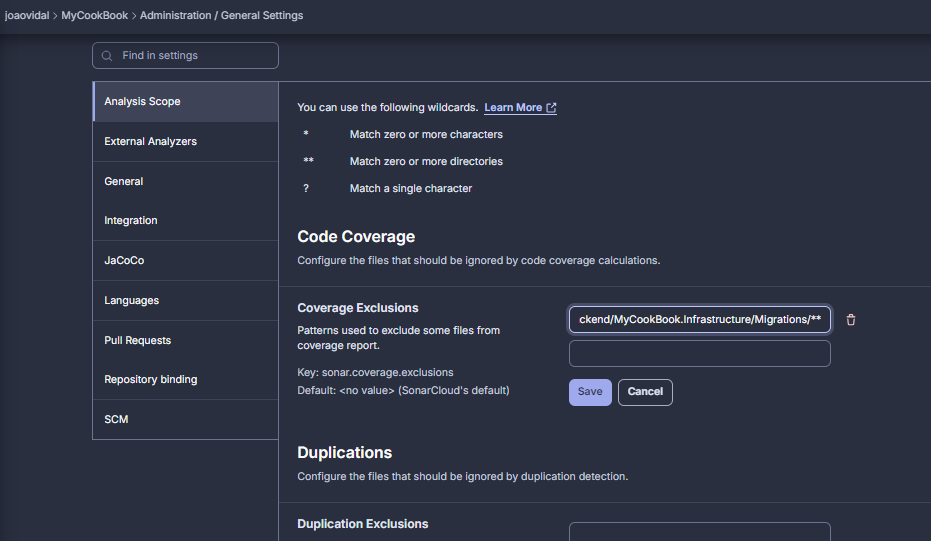 joaovidal > MyCookBook > Administration / General Settings
Find in settings
Analysis Scope
External Analyzers
General
Integration
JaCoCo
Languages
Pull Requests
Repository binding
SCM
You can use the following wildcards. Learn More
* Match zero or more characters
** Match zero or more directories
? Match a single character
Code Coverage
Configure the files that should be ignored by code coverage calculations.
Coverage Exclusions
Patterns used to exclude some files from
coverage report.
Key: sonar.coverage.exclusions
Default: <no value> (SonarCloud's default)
ckend/MyCookBook.Infrastructure/Migrations/**
Save Cancel
Duplications
Configure the files that should be ignored by duplication detection.
Duplication Exclusions